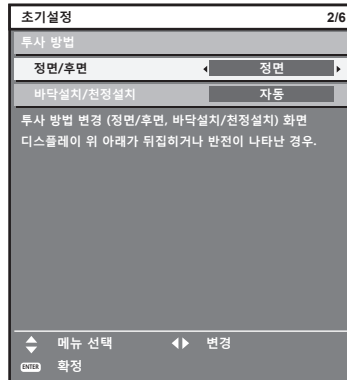 초기설정 2/6
투사 방법
정면/후면 정면
바닥설치/천정설치 자동
투사 방법 변경 (정면/후면, 바닥설치/천정설치) 화면
디스플레이 위 아래가 뒤집히거나 반전이 나타난 경우.
메뉴 선택 변경
ENTER 확정